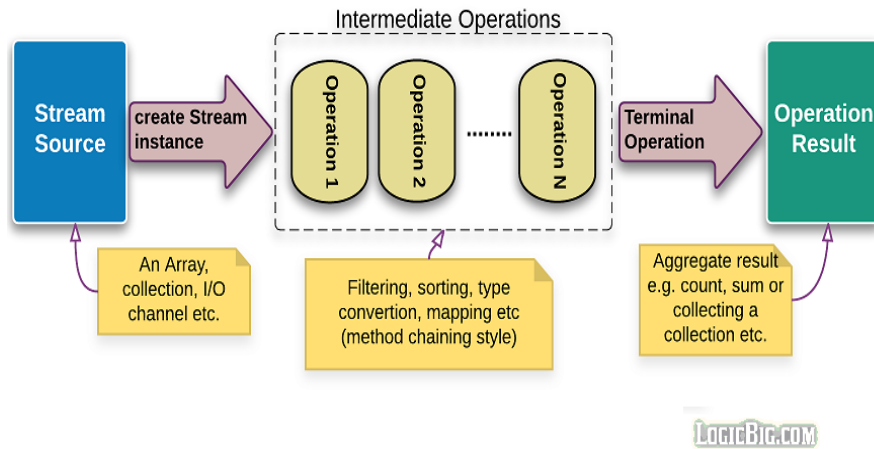 Intermediate Operations
Stream
Source
create Stream
instance
Operation 1
Operation 2
........
Operation N
Terminal
Operation
Operation
Result
An Array,
collection, I/O
channel etc.
Filtering, sorting, type
convertion, mapping etc
(method chaining style)
Aggregate result
e.g. count, sum or
collecting a
collection etc.
LogicBig.com